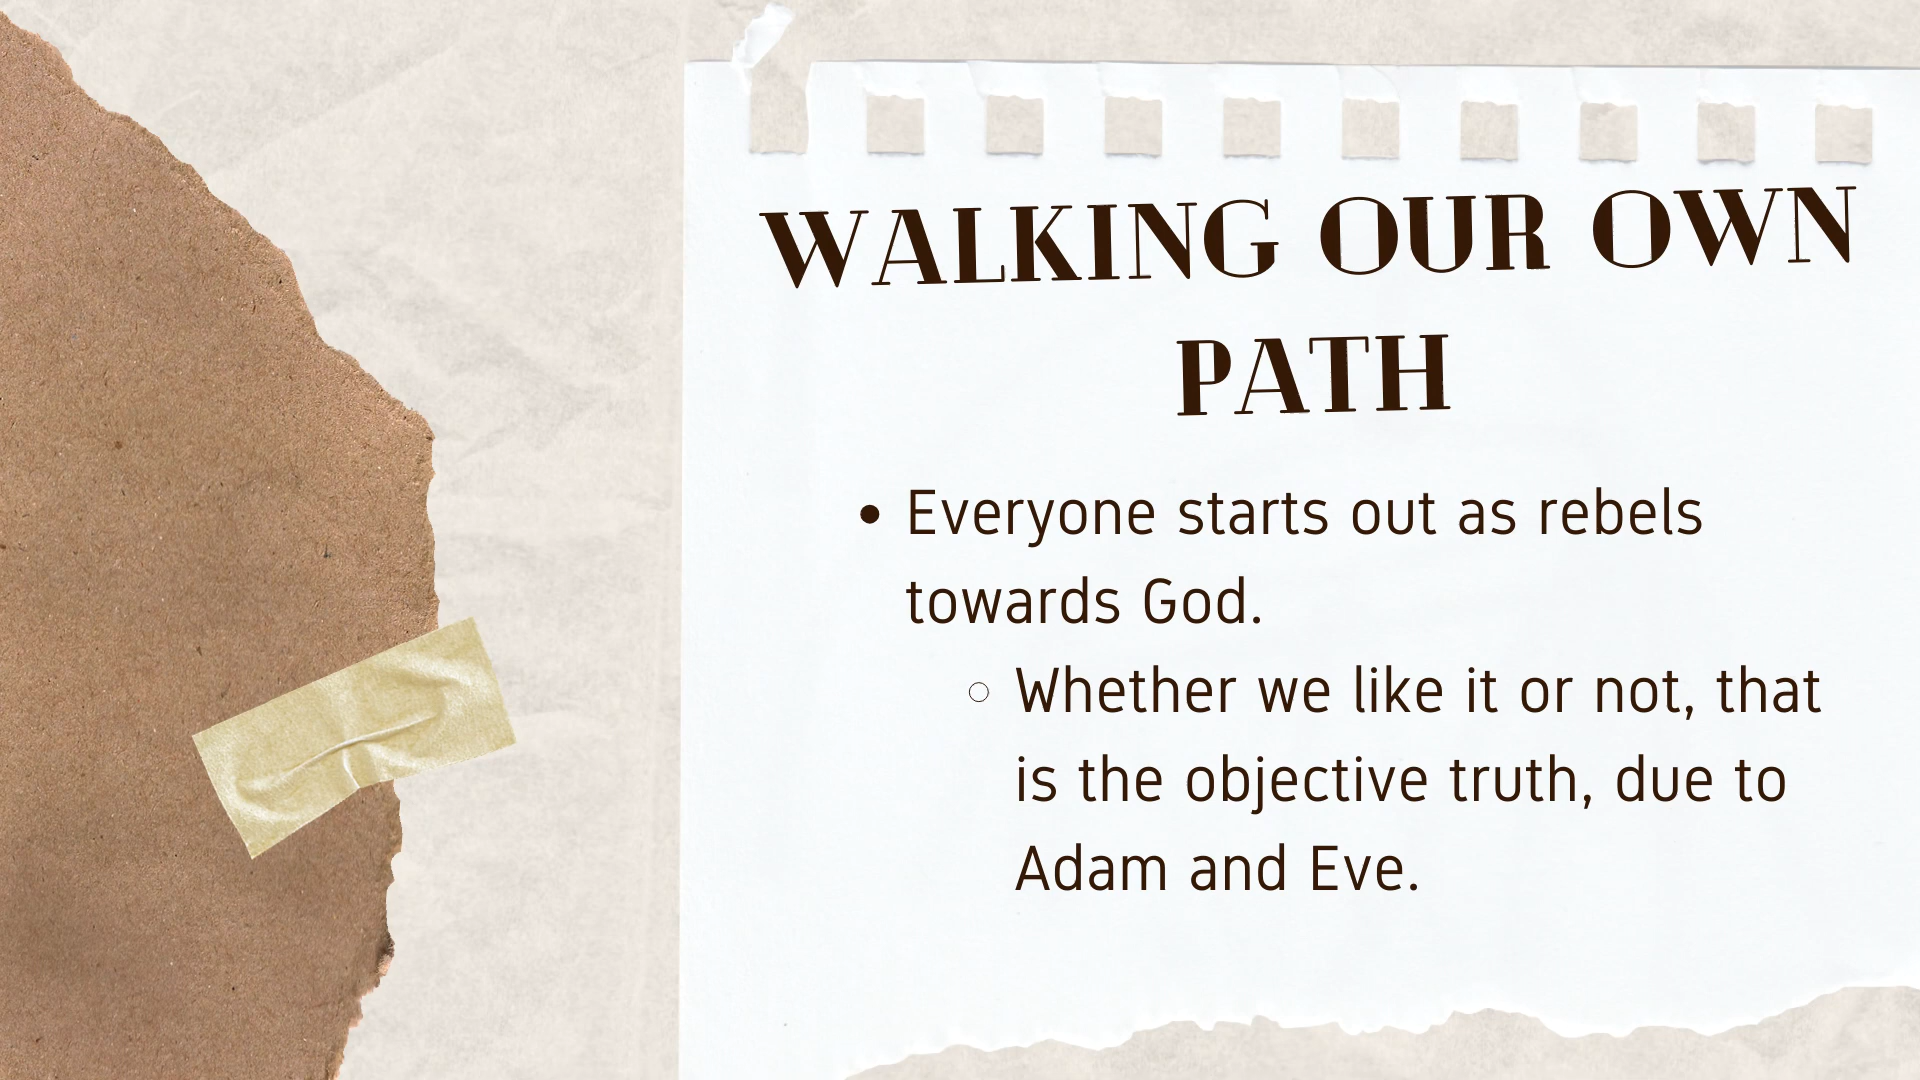 WALKING OUR OWN
PATH
• Everyone starts out as rebels
towards God.
○ Whether we like it or not, that
is the objective truth, due to
Adam and Eve.